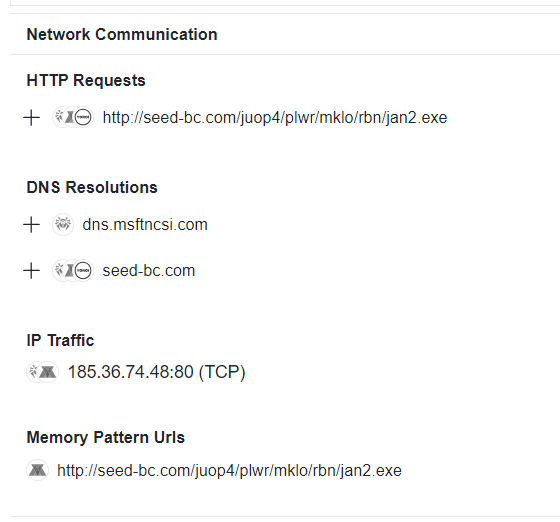 Network Communication
HTTP Requests
http://seed-bc.com/juop4/plwr/mklo/rbn/jan2.exe
DNS Resolutions
dns.msftncsi.com
seed-bc.com
IP Traffic
185.36.74.48:80 (TCP)
Memory Pattern Urls
http://seed-bc.com/juop4/plwr/mklo/rbn/jan2.exe